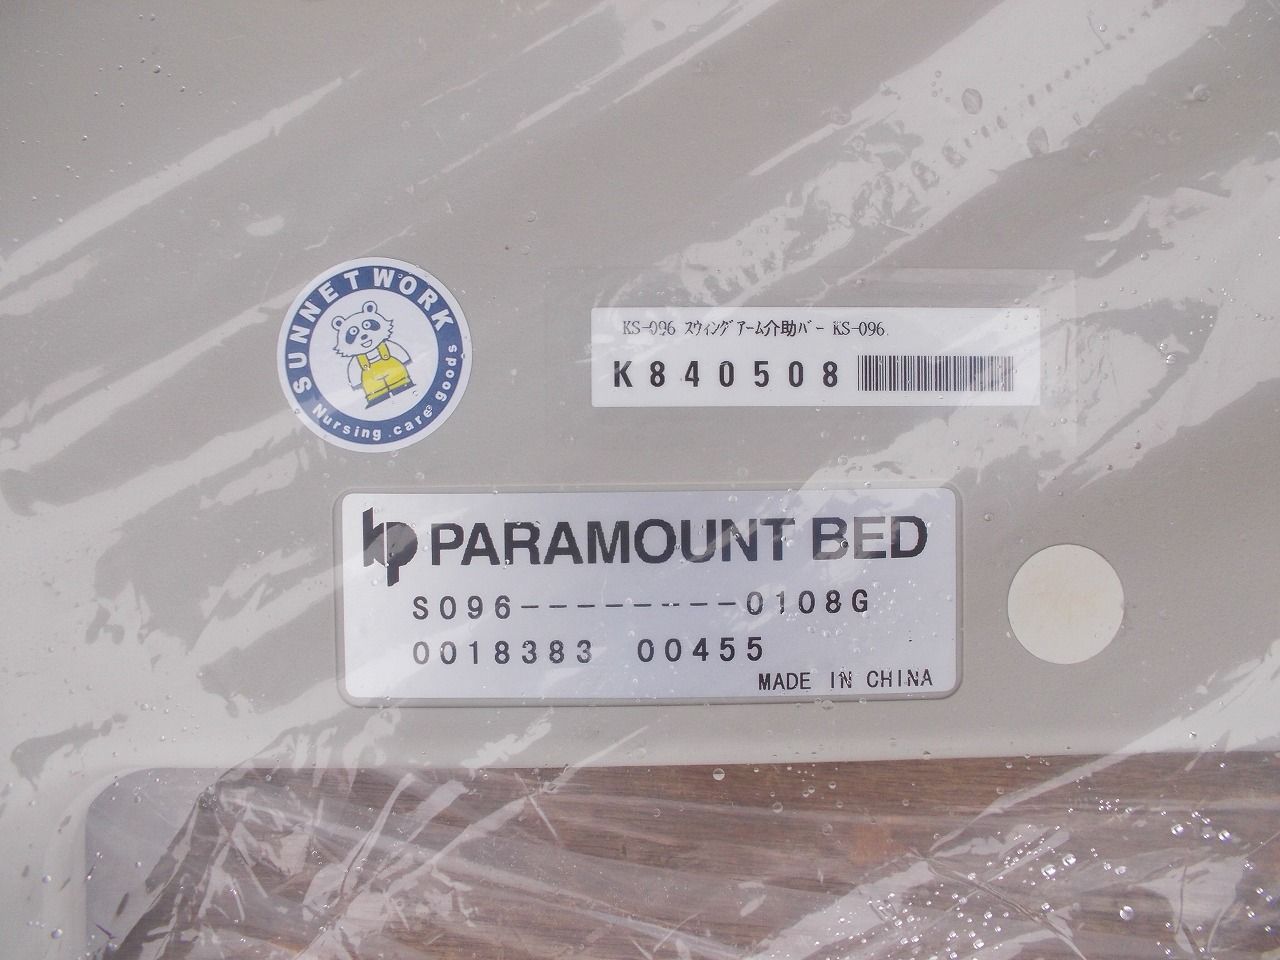 SUNNETWORK
Nursing care goods
KS-096 スウィングアーム介助バー KS-096
K840508
PARAMOUNT BED
S096--------0108G
0018383 00455
MADE IN CHINA